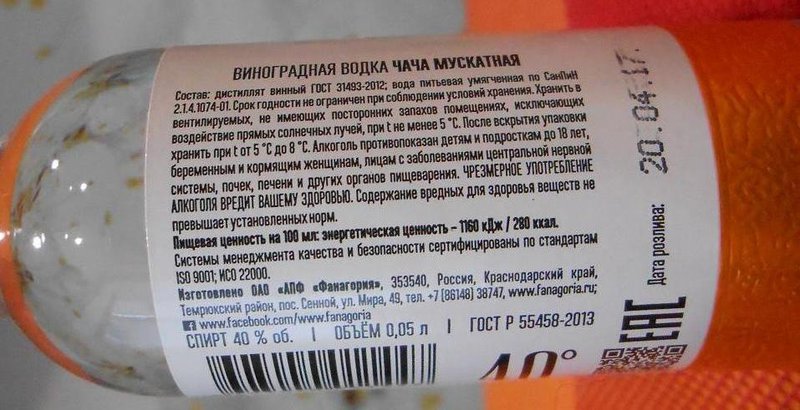 ВИНОГРАДНАЯ ВОДКА ЧАЧА МУСКАТНАЯ
Состав: дистиллят винный ГОСТ 31493-2012; вода питьевая умягченная по СанПиН
2.1.4.1074-01. Срок годности не ограничен при соблюдении условий хранения. Хранить в
вентилируемых, не имеющих посторонних запахов помещениях, исключающих
воздействие прямых солнечных лучей, при t не менее 5 °С. После вскрытия упаковки
хранить при t от 5 °С до 8 °С. Алкоголь противопоказан детям и подросткам до 18 лет,
беременным и кормящим женщинам, лицам с заболеваниями центральной нервной
системы, почек, печени и других органов пищеварения. ЧРЕЗМЕРНОЕ УПОТРЕБЛЕНИЕ
АЛКОГОЛЯ ВРЕДИТ ВАШЕМУ ЗДОРОВЬЮ. Содержание вредных для здоровья веществ не
превышает установленных норм.
Пищевая ценность на 100 мл: энергетическая ценность – 1160 кДж / 280 ккал.
Системы менеджмента качества и безопасности сертифицированы по стандартам
ISO 9001; ИСО 22000.
Изготовлено ОАО «АПФ «Фанагория», 353540, Россия, Краснодарский край,
Темрюкский район, пос. Сенной, ул. Мира, 49, тел. +7 (86148) 38747, www.fanagoria.ru;
www.facebook.com/www.fanagoria
СПИРТ 40 % об. | ОБЪЁМ 0,05 л | ГОСТ Р 55458-2013
40°
Дата розлива:
20.04.17.
EAC